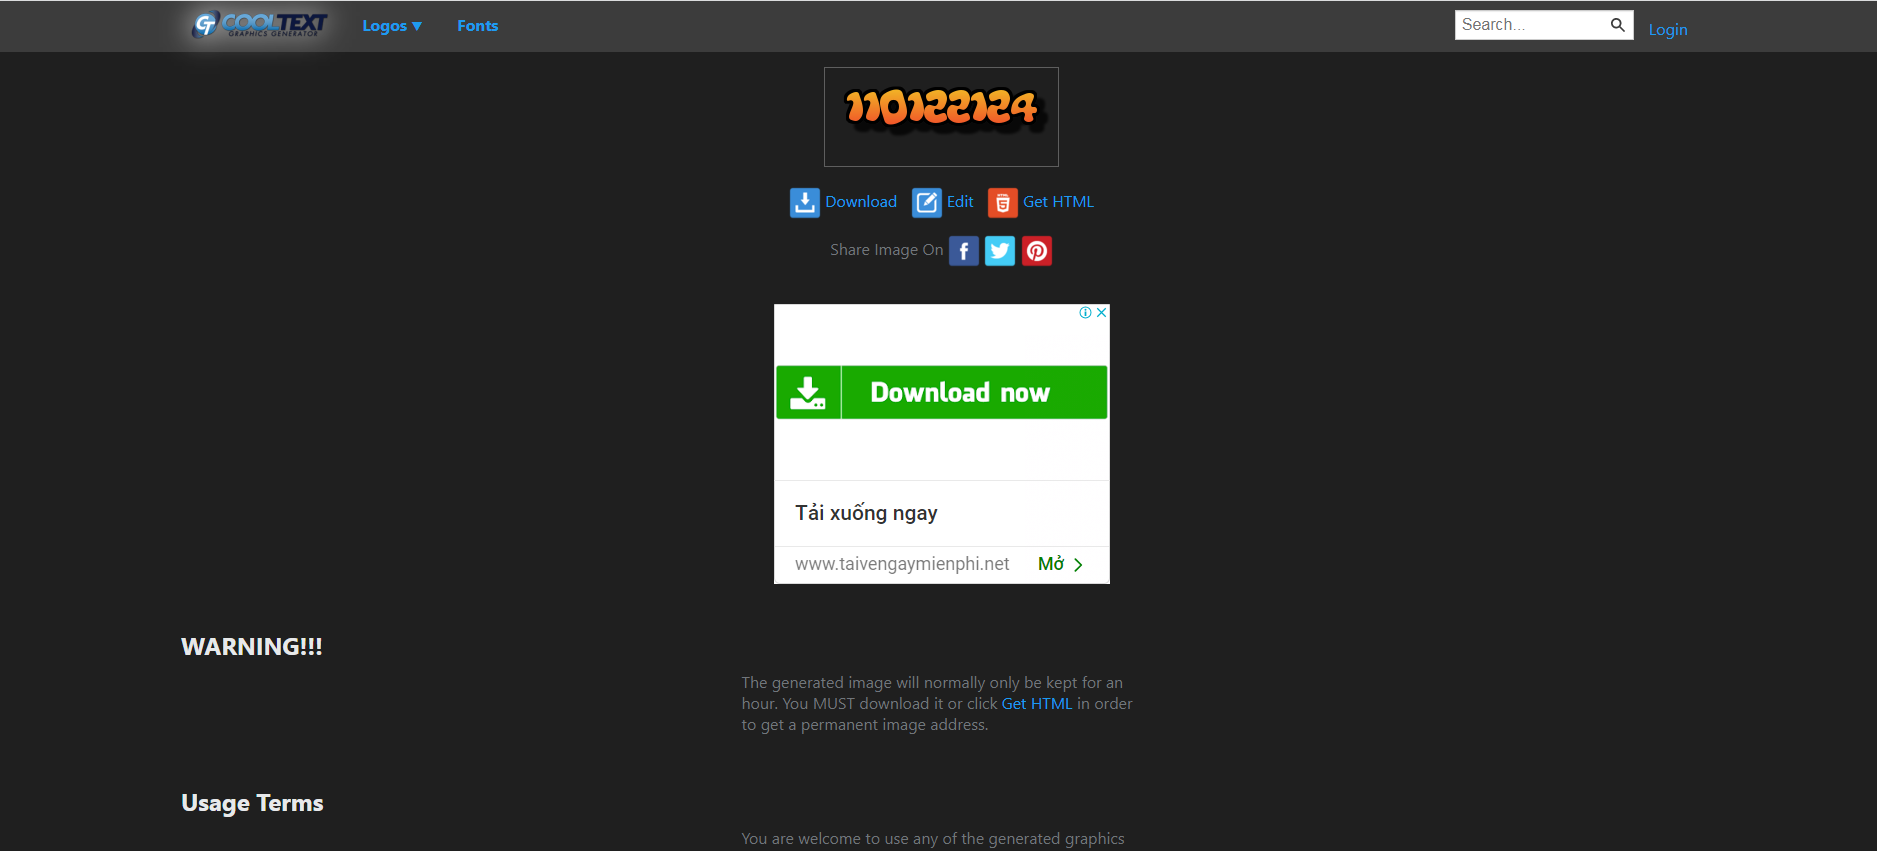 COOLTEXT
GRAPHICS GENERATOR
Logos ▼
Fonts
Search...
Login
110122124
Download
Edit
Get HTML
Share Image On
Download now
Tải xuống ngay
www.taivengaymienphi.net
Mở
WARNING!!!
The generated image will normally only be kept for an
hour. You MUST download it or click Get HTML in order
to get a permanent image address.
Usage Terms
You are welcome to use any of the generated graphics